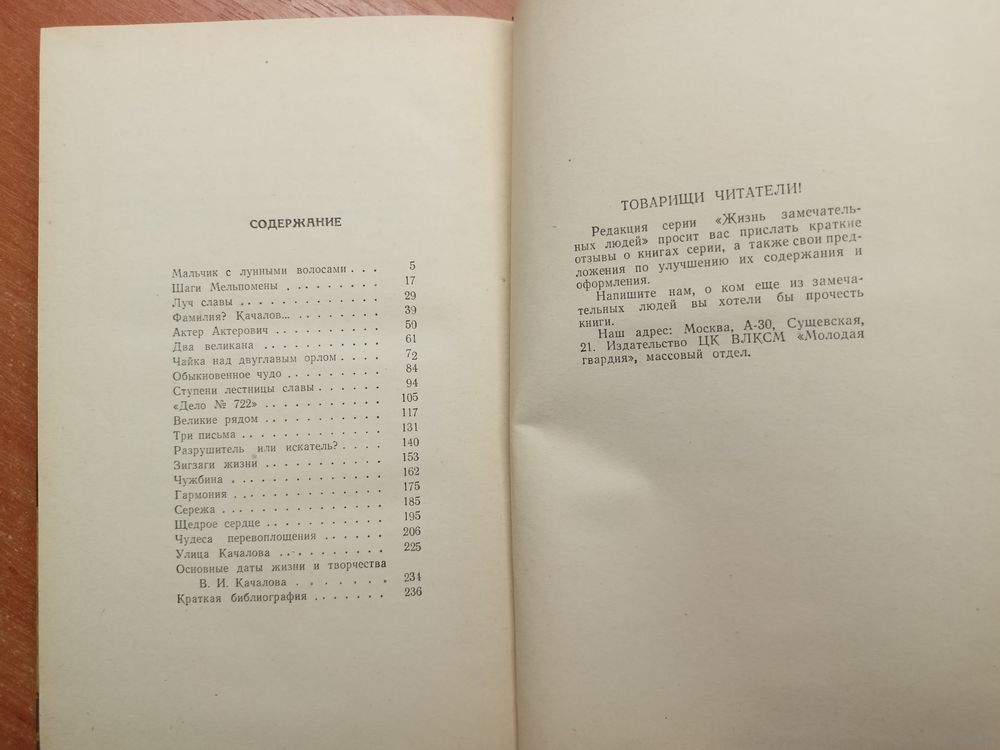 СОДЕРЖАНИЕ
Мальчик с лунными волосами . . . 5
Шаги Мельпомены . . . . . . . . 17
Луч славы . . . . . . . . . . . . 29
Фамилия? Качалов... . . . . . . . 39
Актер Актерович . . . . . . . . . 50
Два великана . . . . . . . . . . 61
Чайка над двуглавым орлом . . . . 72
Обыкновенное чудо . . . . . . . . 84
Ступени лестницы славы . . . . . . 94
«Дело № 722» . . . . . . . . . . 105
Великие рядом . . . . . . . . . . 117
Три письма . . . . . . . . . . . . 131
Разрушитель или искатель? . . . . 140
Зигзаги жизни . . . . . . . . . . 153
Чужбина . . . . . . . . . . . . . 162
Гармония . . . . . . . . . . . . . 175
Сережа . . . . . . . . . . . . . . 185
Щедрое сердце . . . . . . . . . . 195
Чудеса перевоплощения . . . . . . 206
Улица Качалова . . . . . . . . . 225
Основные даты жизни и творчества
В. И. Качалова . . . . . . . 234
Краткая библиография . . . . . . . 236
ТОВАРИЩИ ЧИТАТЕЛИ!
Редакция серии «Жизнь замечатель-
ных людей» просит вас прислать краткие
отзывы о книгах серии, а также свои пред-
ложения по улучшению их содержания и
оформления.
Напишите нам, о ком еще из замеча-
тельных людей вы хотели бы прочесть
книги.
Наш адрес: Москва, А-30, Сущевская,
21. Издательство ЦК ВЛКСМ «Молодая
гвардия», массовый отдел.